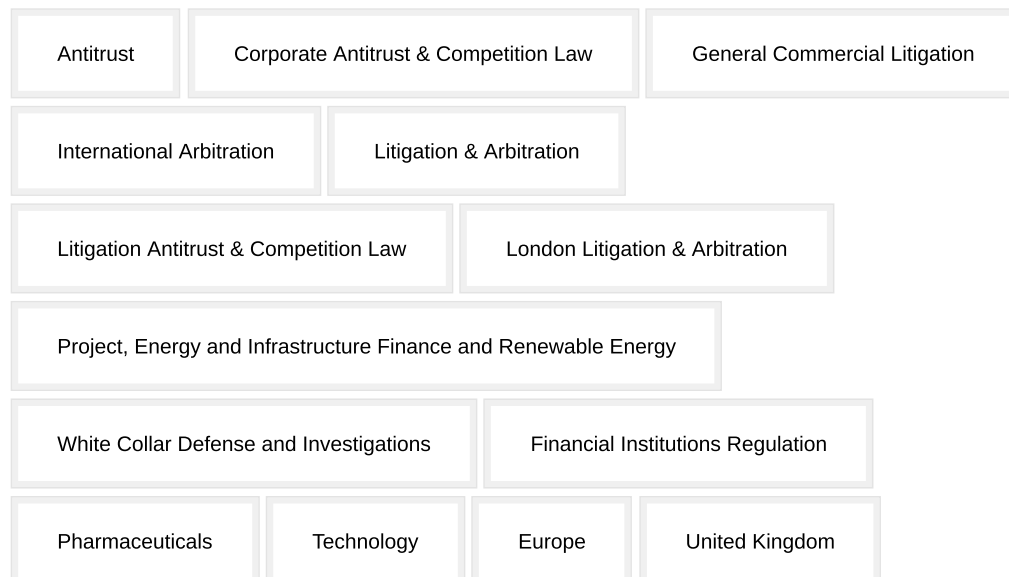 Antitrust Corporate Antitrust & Competition Law General Commercial Litigation
International Arbitration Litigation & Arbitration
Litigation Antitrust & Competition Law London Litigation & Arbitration
Project, Energy and Infrastructure Finance and Renewable Energy
White Collar Defense and Investigations Financial Institutions Regulation
Pharmaceuticals Technology Europe United Kingdom